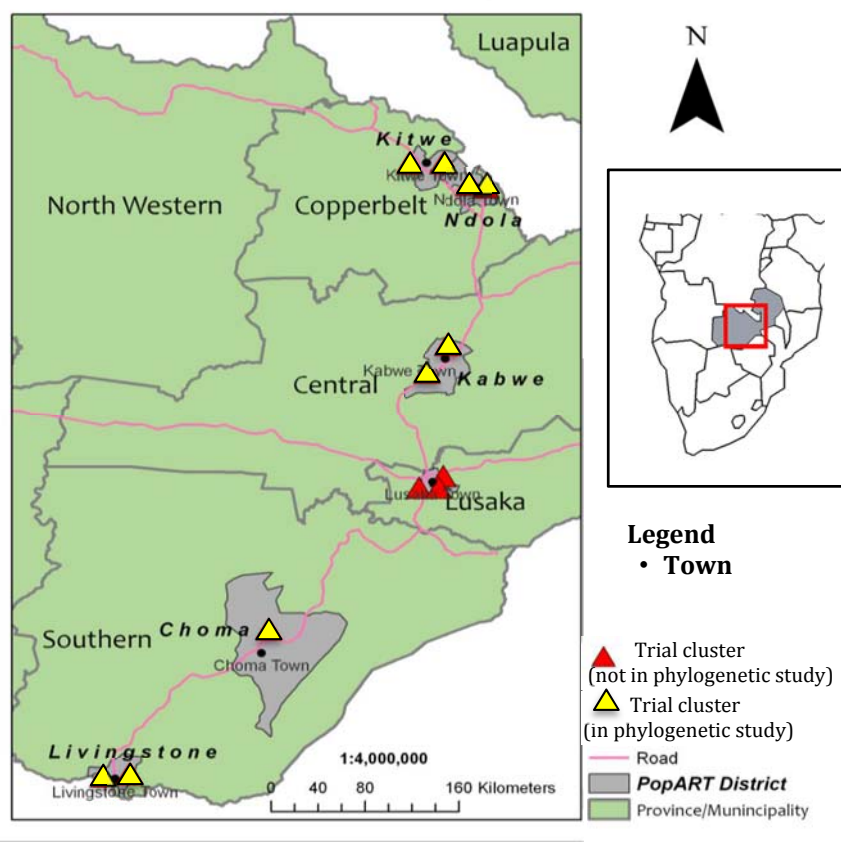 Luapula
N
Kitwe
Kitwe Town
North Western
Copperbelt
Ndola Town
Ndola
Kabwe Town
Central
Kabwe
Lusaka Town
Lusaka
Legend
• Town
Choma
Southern
Choma Town
Trial cluster
(not in phylogenetic study)
Trial cluster
(in phylogenetic study)
Livingstone
1:4,000,000
Road
Livingstone Town
0 40 80 160 Kilometers
PopART District
Province/Munincipality